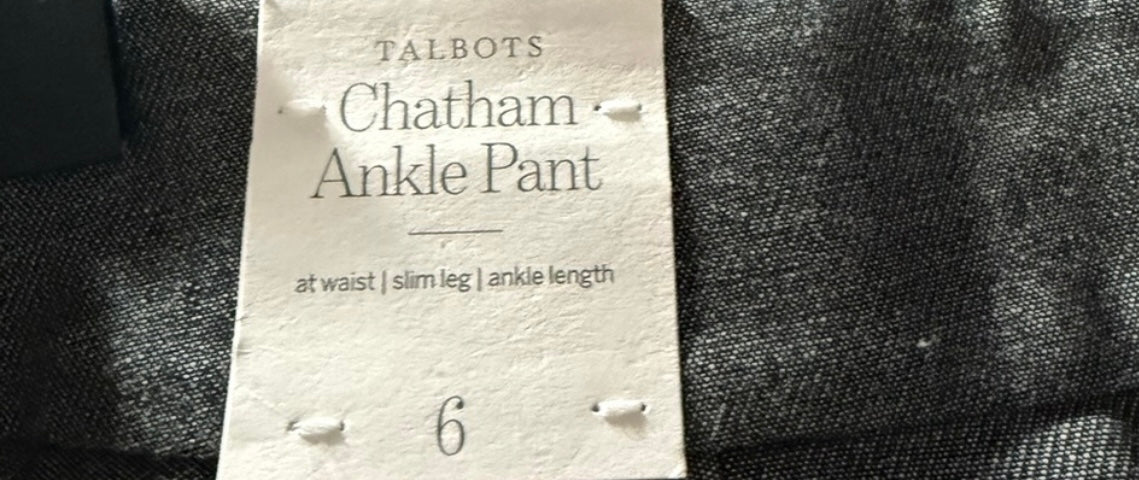 TALBOTS
Chatham
Ankle Pant
at waist | slim leg | ankle length
6